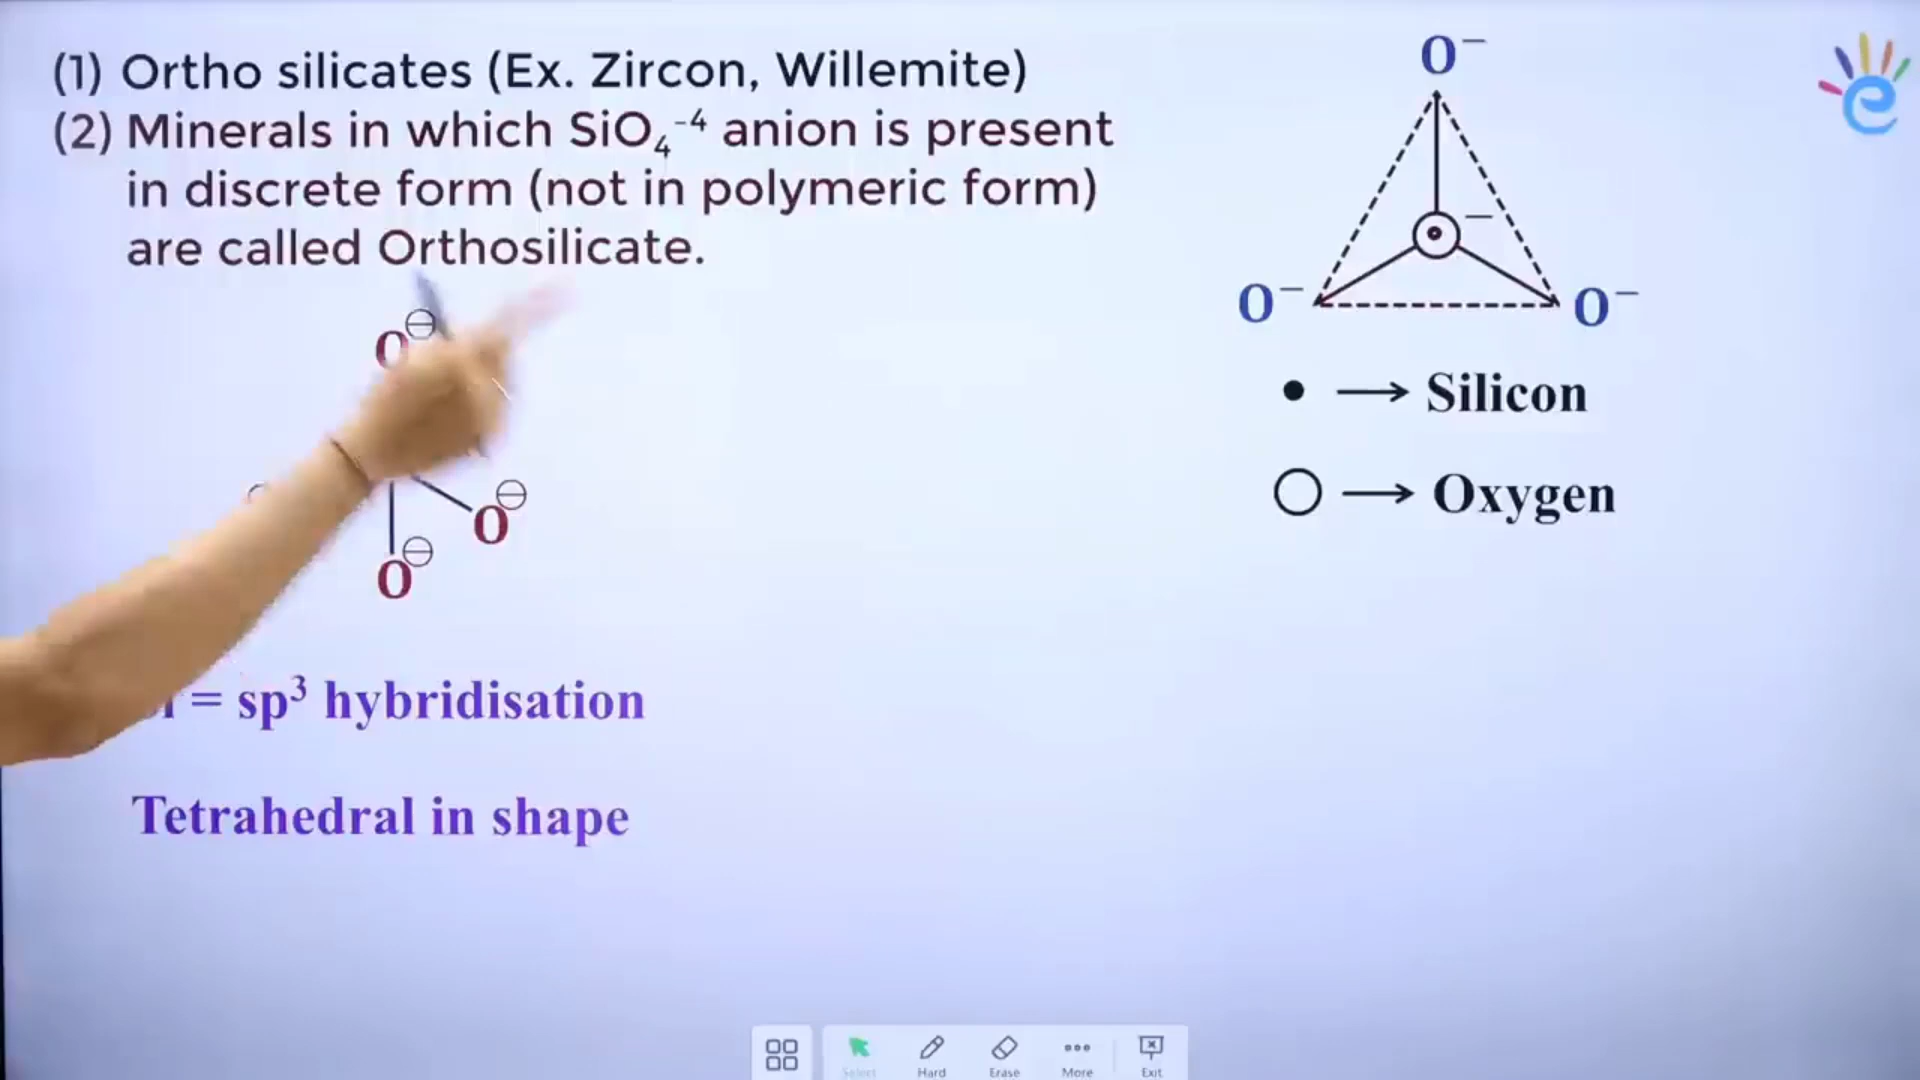 (1) Ortho silicates (Ex. Zircon, Willemite)
(2) Minerals in which SiO₄⁻⁴ anion is present
in discrete form (not in polymeric form)
are called Orthosilicate.
O⊖
O⊖
O⊖
= sp³ hybridisation
Tetrahedral in shape
O⁻
−
O⁻ O⁻
• → Silicon
○ → Oxygen
e
Select Hard Erase More Exit